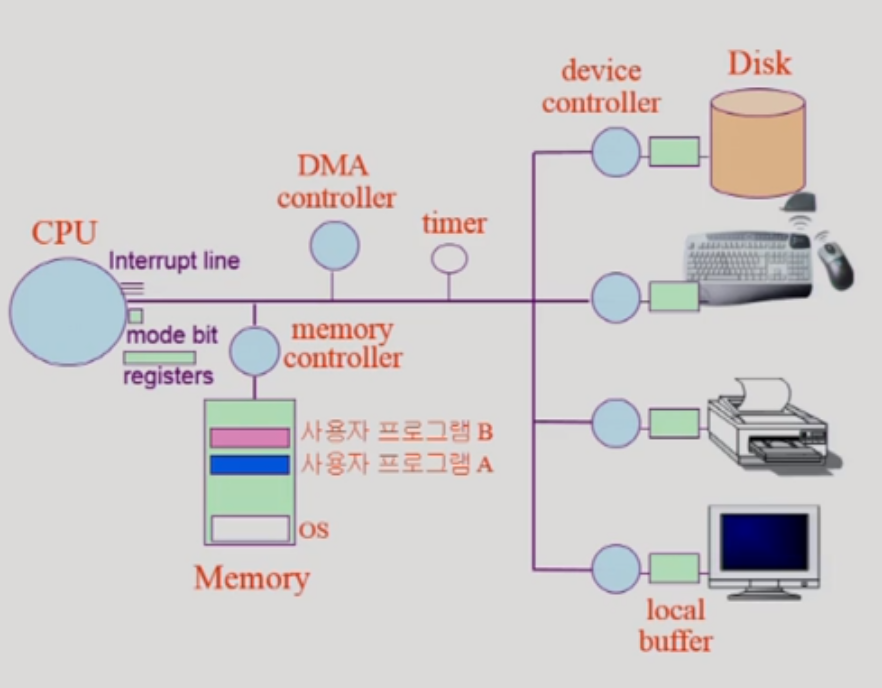 device
controller
Disk
DMA
controller
timer
CPU
Interrupt line
mode bit
registers
memory
controller
사용자 프로그램 B
사용자 프로그램 A
OS
Memory
local
buffer